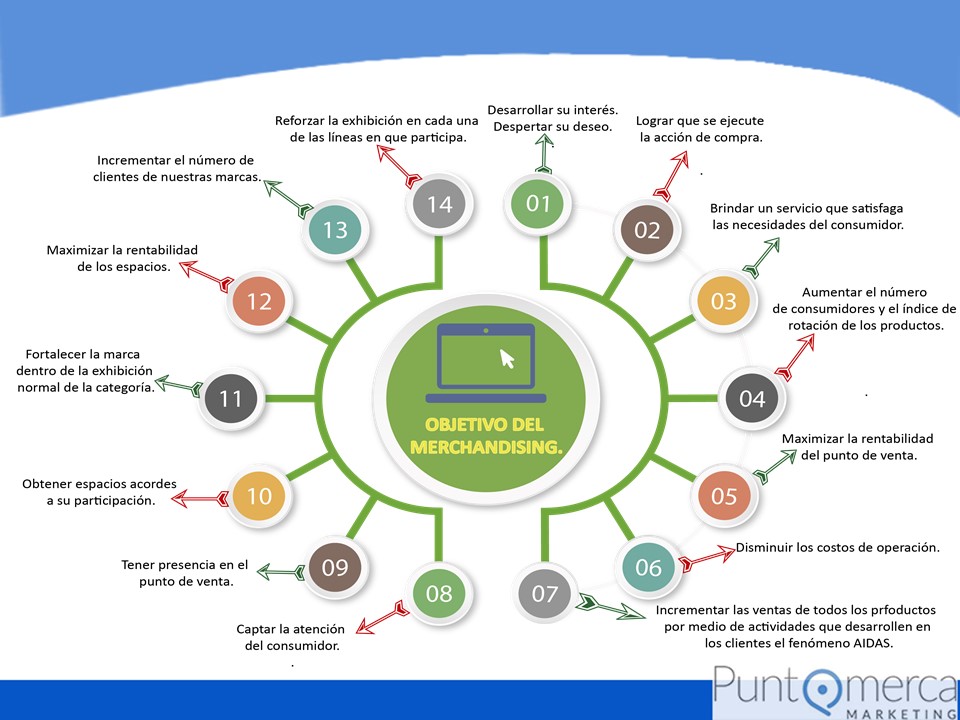 Desarrollar su interés.
Despertar su deseo.
01
Lograr que se ejecute
la acción de compra.
02
Brindar un servicio que satisfaga
las necesidades del consumidor.
03
Aumentar el número
de consumidores y el índice de
rotación de los productos.
04
Maximizar la rentabilidad
del punto de venta.
05
Disminuir los costos de operación.
06
Incrementar las ventas de todos los prfoductos
por medio de actividades que desarrollen en
los clientes el fenómeno AIDAS.
07
Captar la atención
del consumidor.
08
Tener presencia en el
punto de venta.
09
Obtener espacios acordes
a su participación.
10
Fortalecer la marca
dentro de la exhibición
normal de la categoría.
11
Maximizar la rentabilidad
de los espacios.
12
Incrementar el número de
clientes de nuestras marcas.
13
Reforzar la exhibición en cada una
de las líneas en que participa.
14
OBJETIVO DEL
MERCHANDISING.
Puntomerca
MARKETING